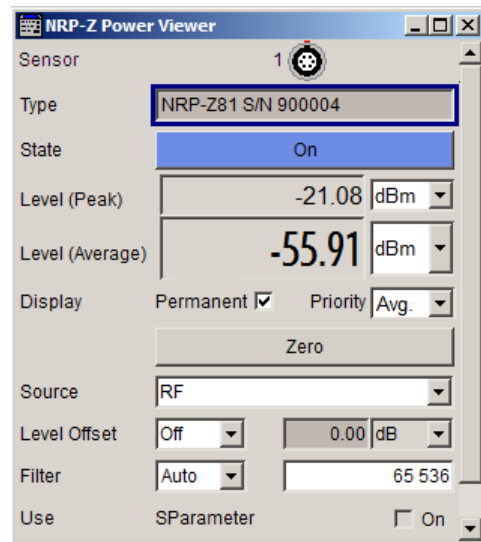 NRP-Z Power Viewer
Sensor 1
Type NRP-Z81 S/N 900004
State On
Level (Peak) -21.08 dBm
Level (Average) -55.91 dBm
Display Permanent Priority Avg.
Zero
Source RF
Level Offset Off 0.00 dB
Filter Auto 65 536
Use SParameter On